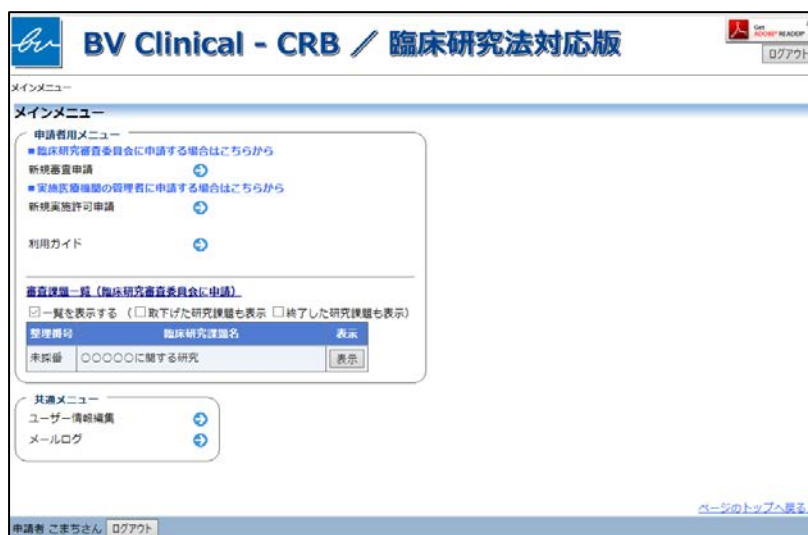 bv
BV Clinical - CRB ／ 臨床研究法対応版
Get
ADOBE® READER®
ログアウト
メインメニュー
メインメニュー
申請者用メニュー
■臨床研究審査委員会に申請する場合はこちらから
新規審査申請
■実施医療機関の管理者に申請する場合はこちらから
新規実施許可申請
利用ガイド
審査課題一覧（臨床研究審査委員会に申請）
一覧を表示する （□取下げた研究課題も表示 □終了した研究課題も表示）
整理番号 臨床研究課題名 表示
未採番 ○○○○○に関する研究 表示
共通メニュー
ユーザー情報編集
メールログ
ページのトップへ戻る
申請者 こまちさん ログアウト